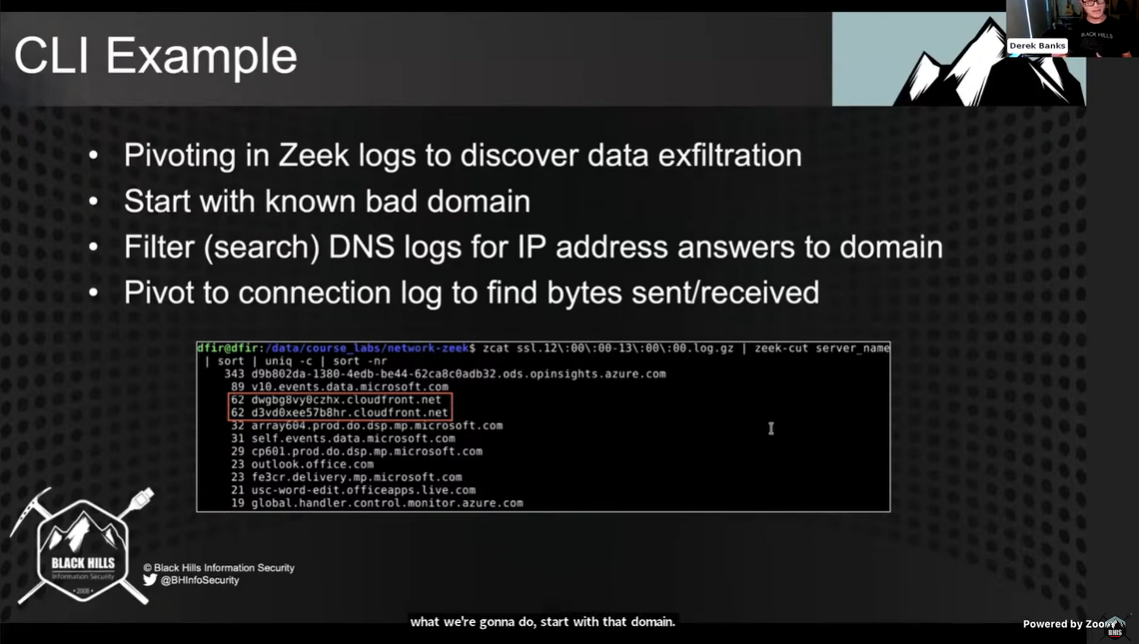 CLI Example
BLACK HILLS
Derek Banks
• Pivoting in Zeek logs to discover data exfiltration
• Start with known bad domain
• Filter (search) DNS logs for IP address answers to domain
• Pivot to connection log to find bytes sent/received
dfir@dfir:/data/course_labs/network-zeek$ zcat ssl.12\:00\:00-13\:00\:00.log.gz | zeek-cut server_name
| sort | uniq -c | sort -nr
343 d9b802da-1380-4edb-be44-62ca8c0adb32.ods.opinsights.azure.com
89 v10.events.data.microsoft.com
62 dwgbg8vy0czhx.cloudfront.net
62 d3vd0xee57b8hr.cloudfront.net
32 array604.prod.do.dsp.mp.microsoft.com
31 self.events.data.microsoft.com
29 cp601.prod.do.dsp.mp.microsoft.com
23 outlook.office.com
23 fe3cr.delivery.mp.microsoft.com
21 usc-word-edit.officeapps.live.com
19 global.handler.control.monitor.azure.com
BLACK HILLS
Information Security
• 2008 •
© Black Hills Information Security
@BHInfoSecurity
what we're gonna do, start with that domain.
Powered by Zoom
BHIS